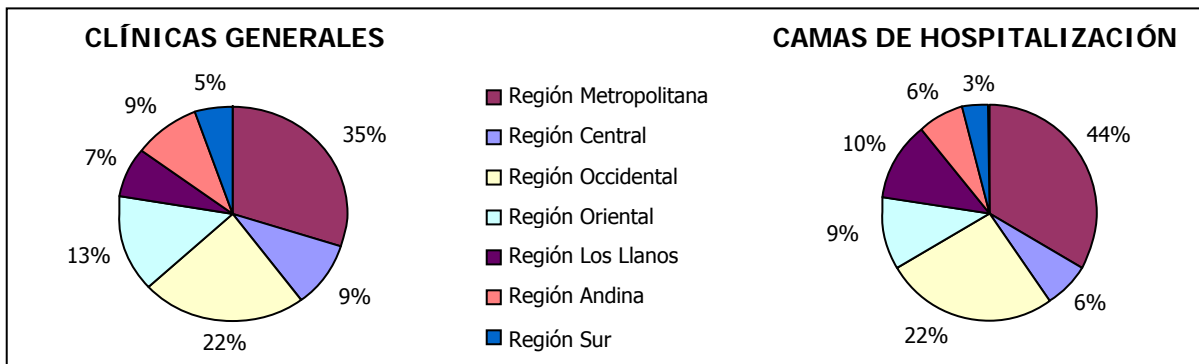 CLÍNICAS GENERALES
5%
9%
35%
7%
13%
9%
22%
Región Metropolitana
Región Central
Región Occidental
Región Oriental
Región Los Llanos
Región Andina
Región Sur
CAMAS DE HOSPITALIZACIÓN
3%
6%
44%
10%
9%
6%
22%